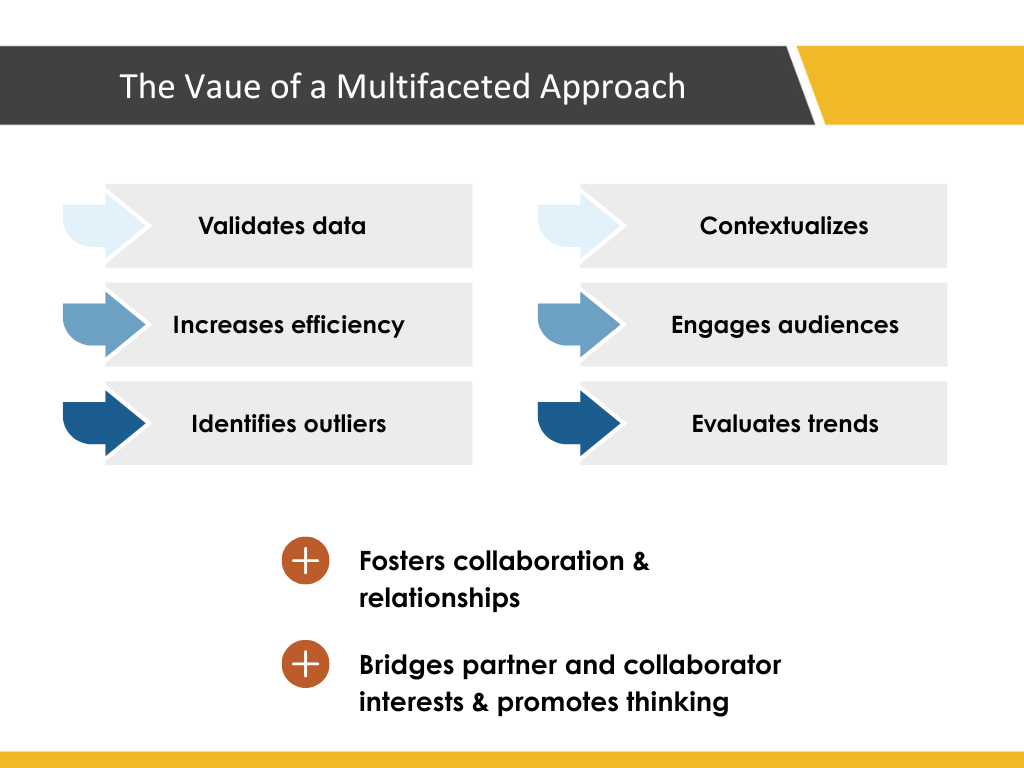 The Vaue of a Multifaceted Approach
Validates data
Increases efficiency
Identifies outliers
Contextualizes
Engages audiences
Evaluates trends
Fosters collaboration &
relationships
Bridges partner and collaborator
interests & promotes thinking